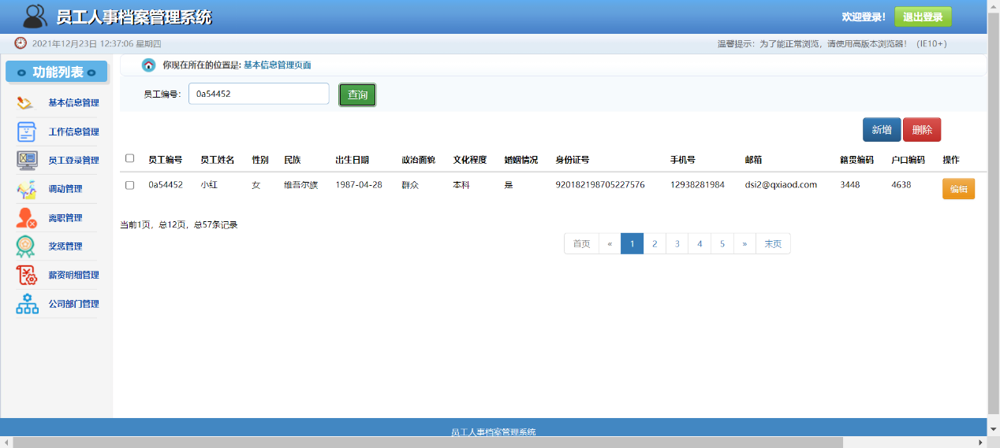 员工人事档案管理系统
欢迎登录! 退出登录
2021年12月23日 12:37:06 星期四
温馨提示：为了能正常浏览，请使用高版本浏览器！（IE10+）
功能列表
你现在所在的位置是: 基本信息管理页面
员工编号： 0a54452 查询
基本信息管理
工作信息管理
员工登录管理
调动管理
离职管理
奖惩管理
薪资明细管理
公司部门管理
新增 删除
员工编号 员工姓名 性别 民族 出生日期 政治面貌 文化程度 婚姻情况 身份证号 手机号 邮箱 籍贯编码 户口编码 操作
0a54452 小红 女 维吾尔族 1987-04-28 群众 本科 是 920182198705227576 12938281984 dsi2@qxiaod.com 3448 4638 编辑
当前1页，总12页，总57条记录
首页 « 1 2 3 4 5 » 末页
员工人事档案管理系统